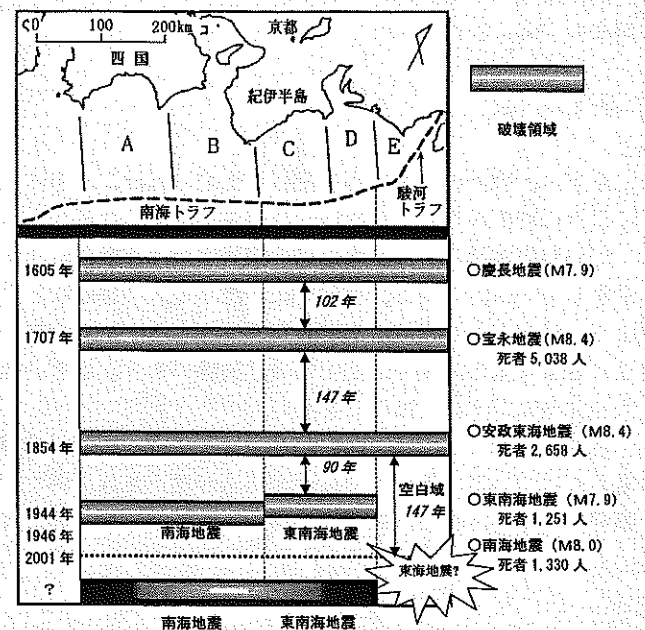 0 100 200km
京都
四国
紀伊半島
A B C D E
南海トラフ
駿河
トラフ
破壊領域
1605年
○慶長地震(M7.9)
102年
1707年
○宝永地震(M8.4)
死者5,038人
147年
1854年
○安政東海地震(M8.4)
死者2,658人
90年
空白域
147年
1944年
○東南海地震(M7.9)
死者1,251人
南海地震
東南海地震
1946年
○南海地震(M8.0)
死者1,330人
2001年
東海地震?
?
南海地震
東南海地震